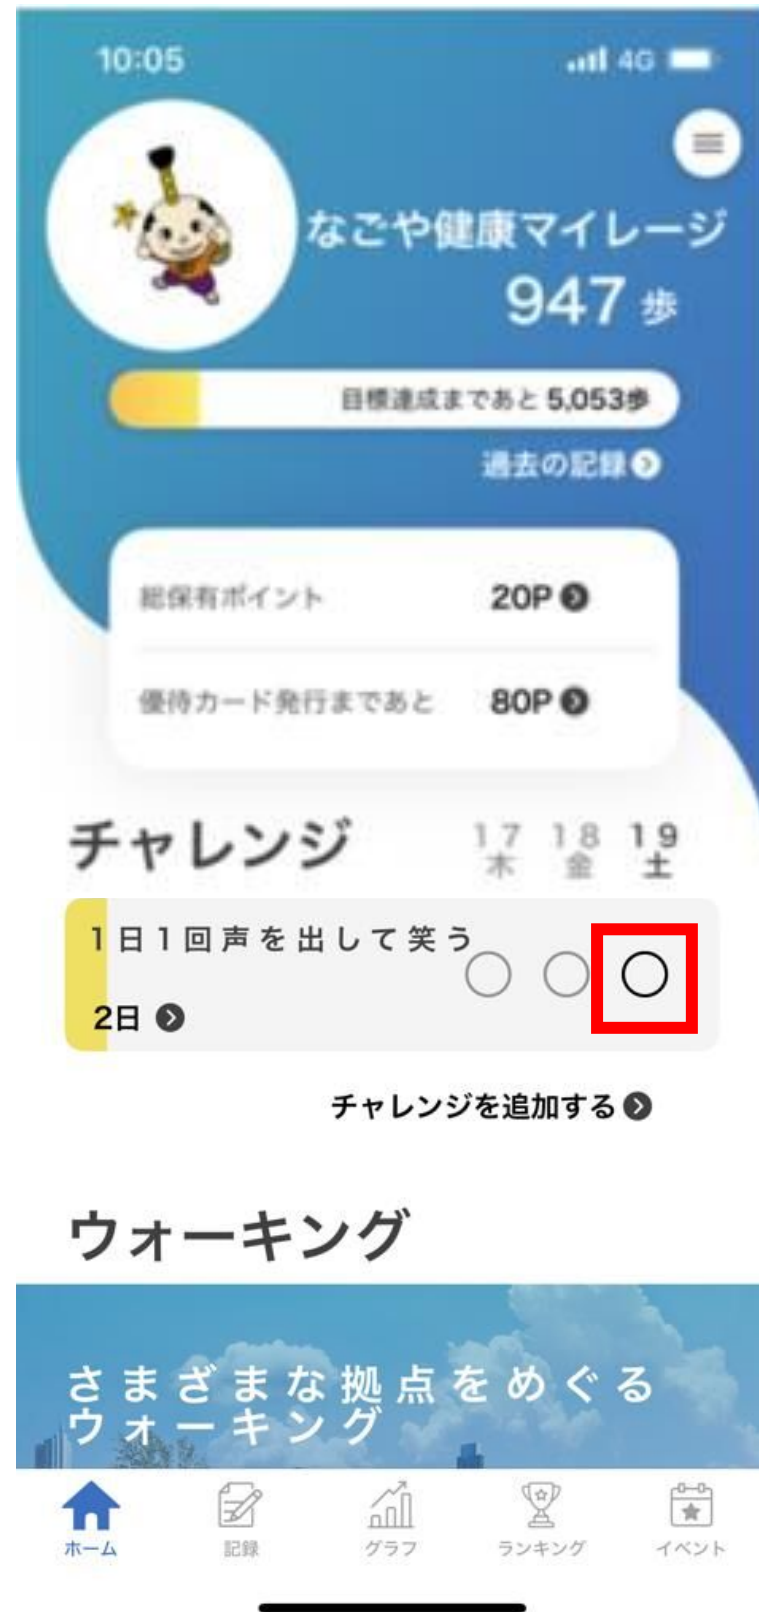 10:05 4G
なごや健康マイレージ
947 歩
目標達成まであと 5,053歩
過去の記録
総保有ポイント 20P
優待カード発行まであと 80P
チャレンジ 17 18 19
木 金 土
1日1回声を出して笑う
2日
チャレンジを追加する
ウォーキング
さまざまな拠点をめぐる
ウォーキング
ホーム 記録 グラフ ランキング イベント